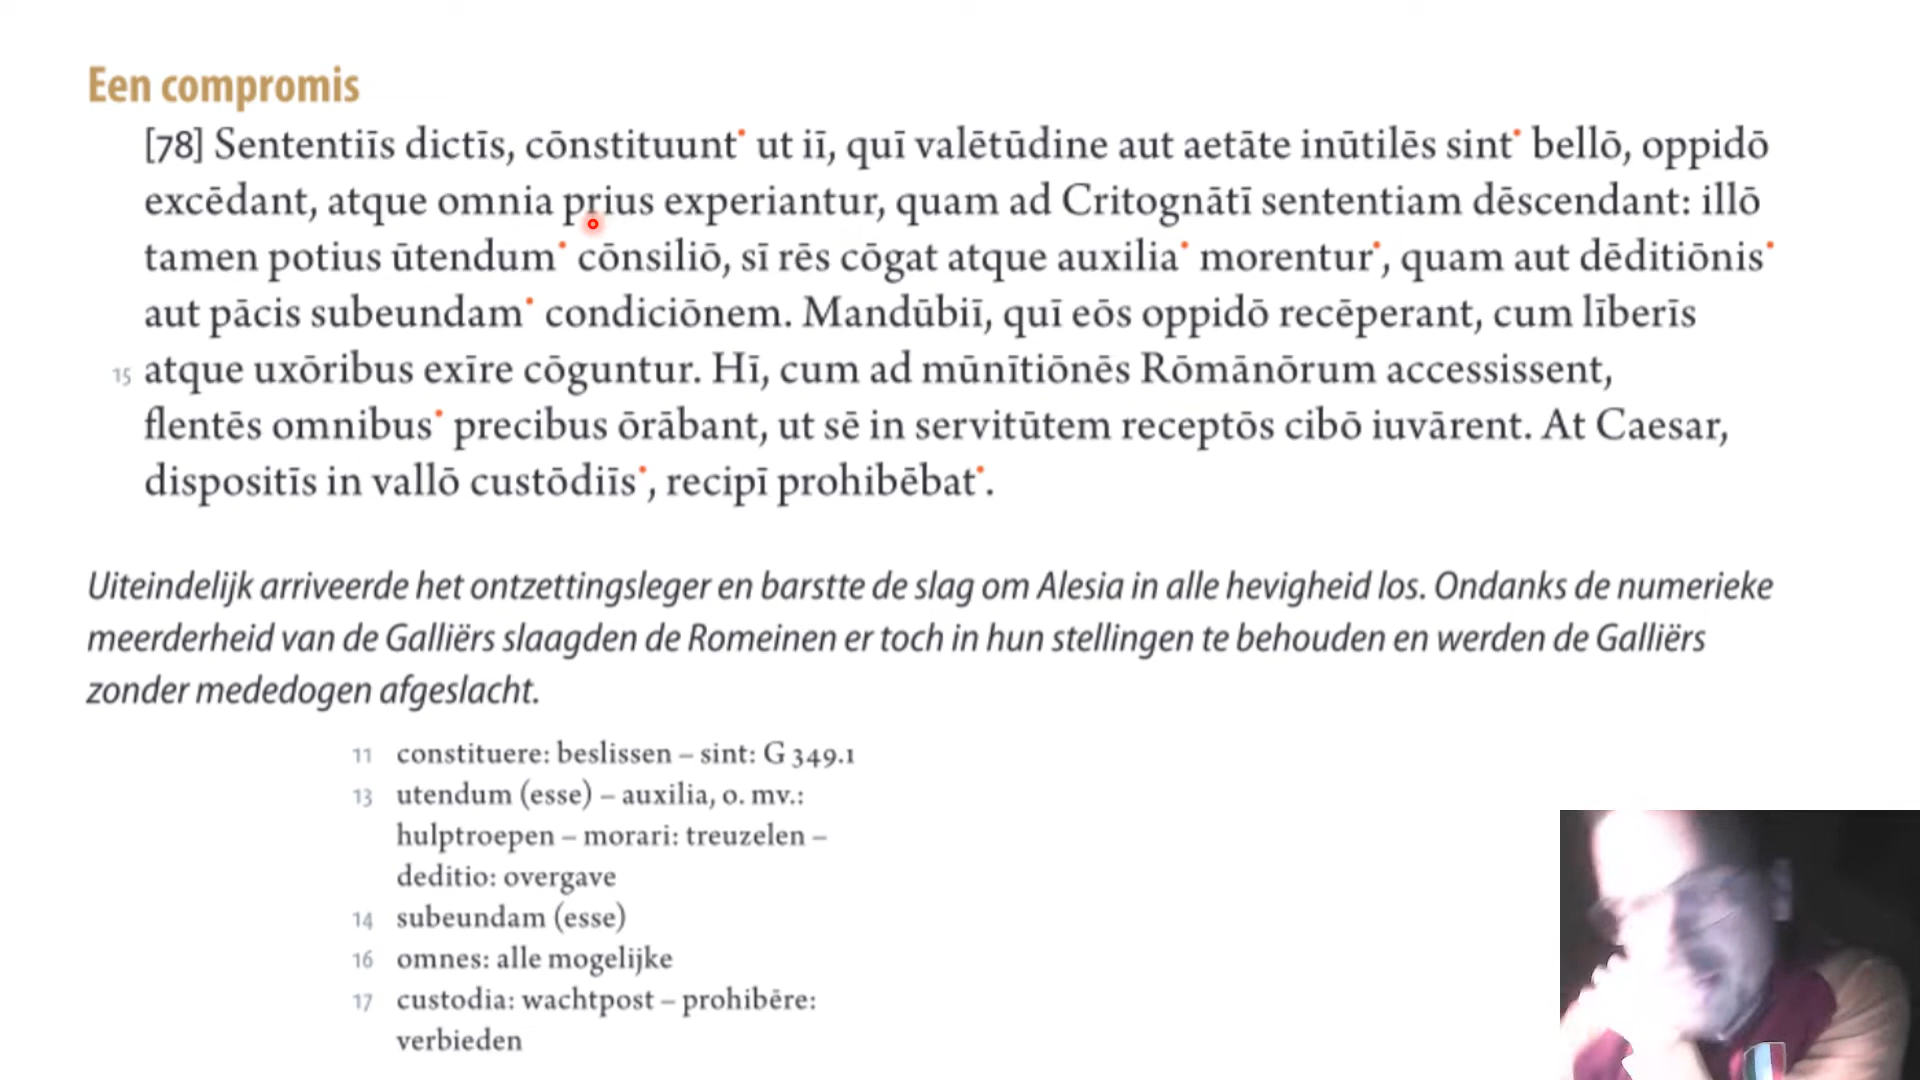 Een compromis
[78] Sententiīs dictīs, cōnstituunt• ut iī, quī valētūdine aut aetāte inūtilēs sint• bellō, oppidō
excēdant, atque omnia prius experiantur, quam ad Critognātī sententiam dēscendant: illō
tamen potius ūtendum• cōnsiliō, sī rēs cōgat atque auxilia• morentur•, quam aut dēditiōnis•
aut pācis subeundam• condiciōnem. Mandūbiī, quī eōs oppidō recēperant, cum līberīs
15 atque uxōribus exīre cōguntur. Hī, cum ad mūnītiōnēs Rōmānōrum accessissent,
flentēs omnibus• precibus ōrābant, ut sē in servitūtem receptōs cibō iuvārent. At Caesar,
dispositīs in vallō custōdiīs•, recipī prohibēbat•.
Uiteindelijk arriveerde het ontzettingsleger en barstte de slag om Alesia in alle hevigheid los. Ondanks de numerieke
meerderheid van de Galliërs slaagden de Romeinen er toch in hun stellingen te behouden en werden de Galliërs
zonder mededogen afgeslacht.
11 constituere: beslissen – sint: G 349.1
13 utendum (esse) – auxilia, o. mv.:
hulptroepen – morari: treuzelen –
deditio: overgave
14 subeundam (esse)
16 omnes: alle mogelijke
17 custodia: wachtpost – prohibēre:
verbieden